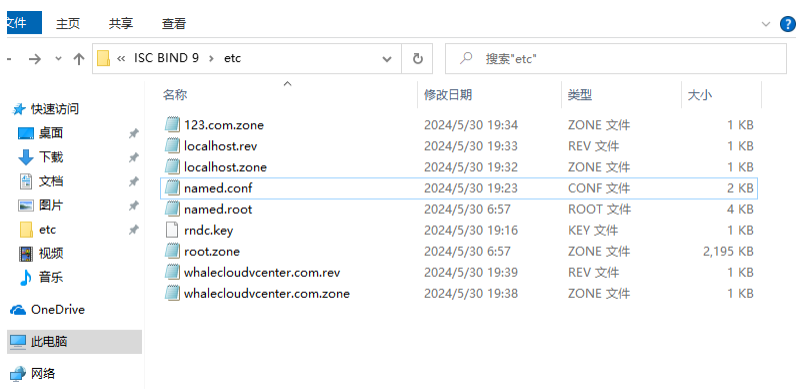 文件 主页 共享 查看
« ISC BIND 9 > etc 搜索"etc"
名称 修改日期 类型 大小
快速访问
桌面
下载
文档
图片
etc
视频
音乐
OneDrive
此电脑
网络
123.com.zone 2024/5/30 19:34 ZONE 文件 1 KB
localhost.rev 2024/5/30 19:33 REV 文件 1 KB
localhost.zone 2024/5/30 19:32 ZONE 文件 1 KB
named.conf 2024/5/30 19:23 CONF 文件 2 KB
named.root 2024/5/30 6:57 ROOT 文件 4 KB
rndc.key 2024/5/30 19:16 KEY 文件 1 KB
root.zone 2024/5/30 6:57 ZONE 文件 2,195 KB
whalecloudvcenter.com.rev 2024/5/30 19:39 REV 文件 1 KB
whalecloudvcenter.com.zone 2024/5/30 19:38 ZONE 文件 1 KB